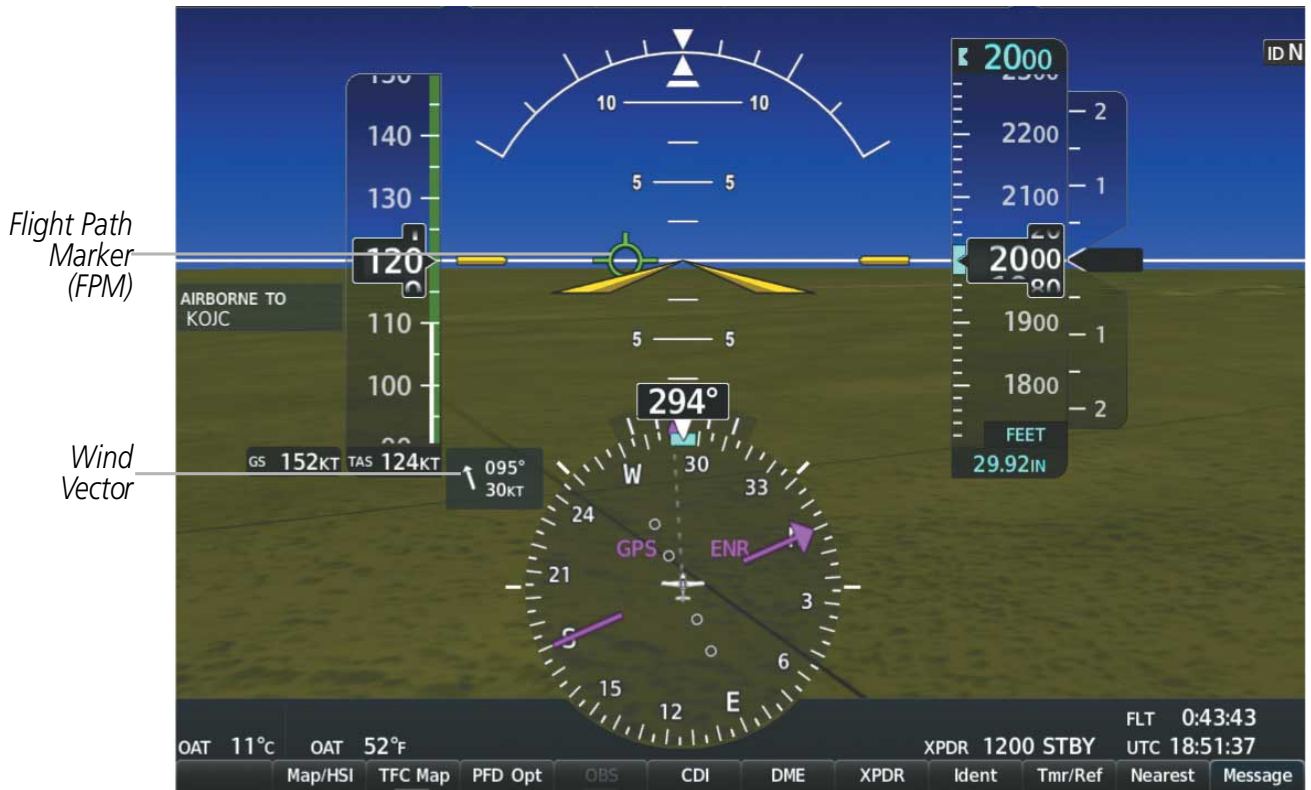 Flight Path
Marker
(FPM)
Wind
Vector
2000
ID N
10 10
5 5
140
130
120
110
100
2200
2100
20
2000
80
1900
1800
2
1
1
2
AIRBORNE TO
KOJC
5 5
294°
FEET
29.92IN
GS 152KT TAS 124KT
095°
30KT
W 30 33
24
GPS ENR
21
3
S
6
15
12 E
FLT 0:43:43
OAT 11°C OAT 52°F
XPDR 1200 STBY UTC 18:51:37
Map/HSI TFC Map PFD Opt OBS CDI DME XPDR Ident Tmr/Ref Nearest Message